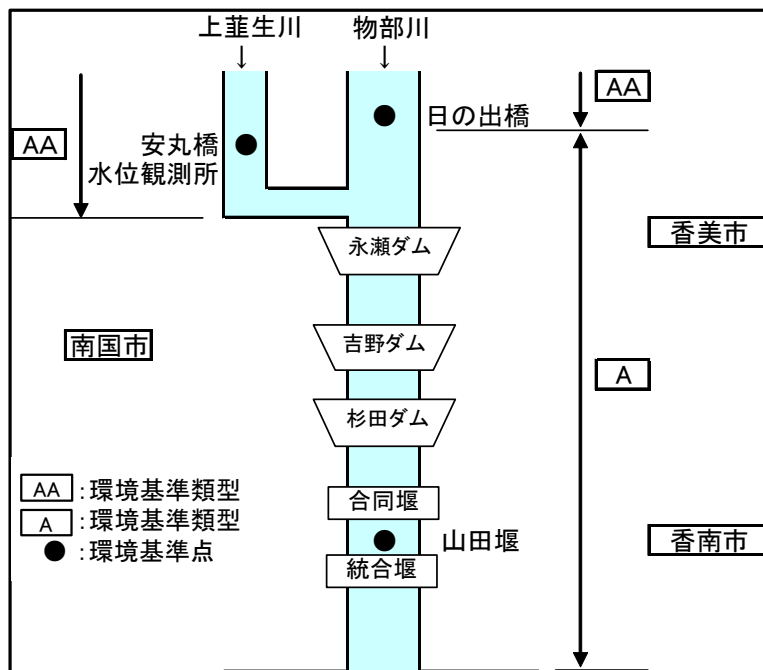 上韮生川
物部川
↓
↓
AA
日の出橋
AA
安丸橋
水位観測所
永瀬ダム
香美市
吉野ダム
南国市
A
杉田ダム
AA :環境基準類型
A :環境基準類型
● :環境基準点
合同堰
山田堰
香南市
統合堰